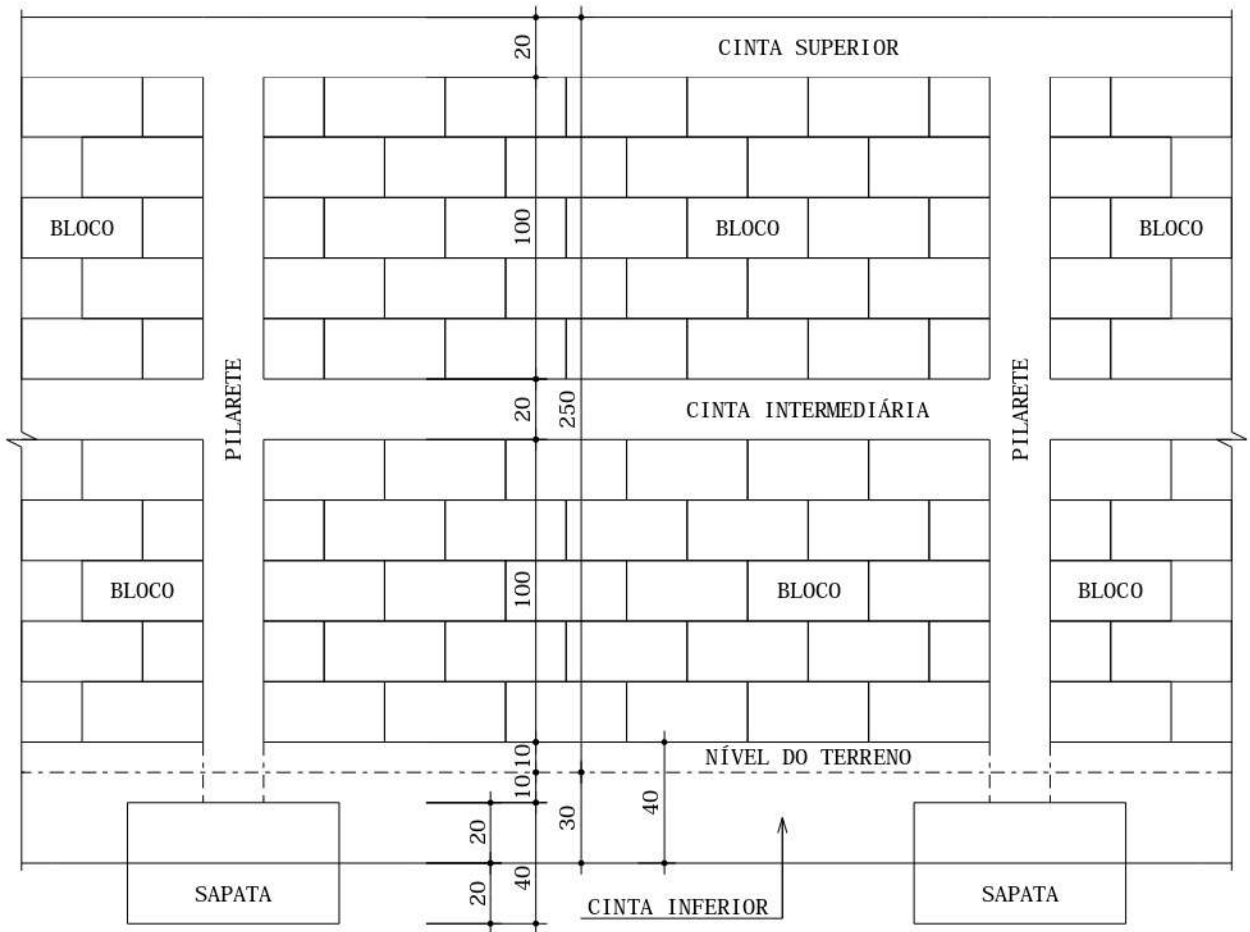 20
CINTA SUPERIOR
BLOCO
100
BLOCO
BLOCO
PILARETE
20
250
CINTA INTERMEDIÁRIA
PILARETE
BLOCO
100
BLOCO
BLOCO
10
NÍVEL DO TERRENO
10
20
30
40
SAPATA
20
40
CINTA INFERIOR
SAPATA